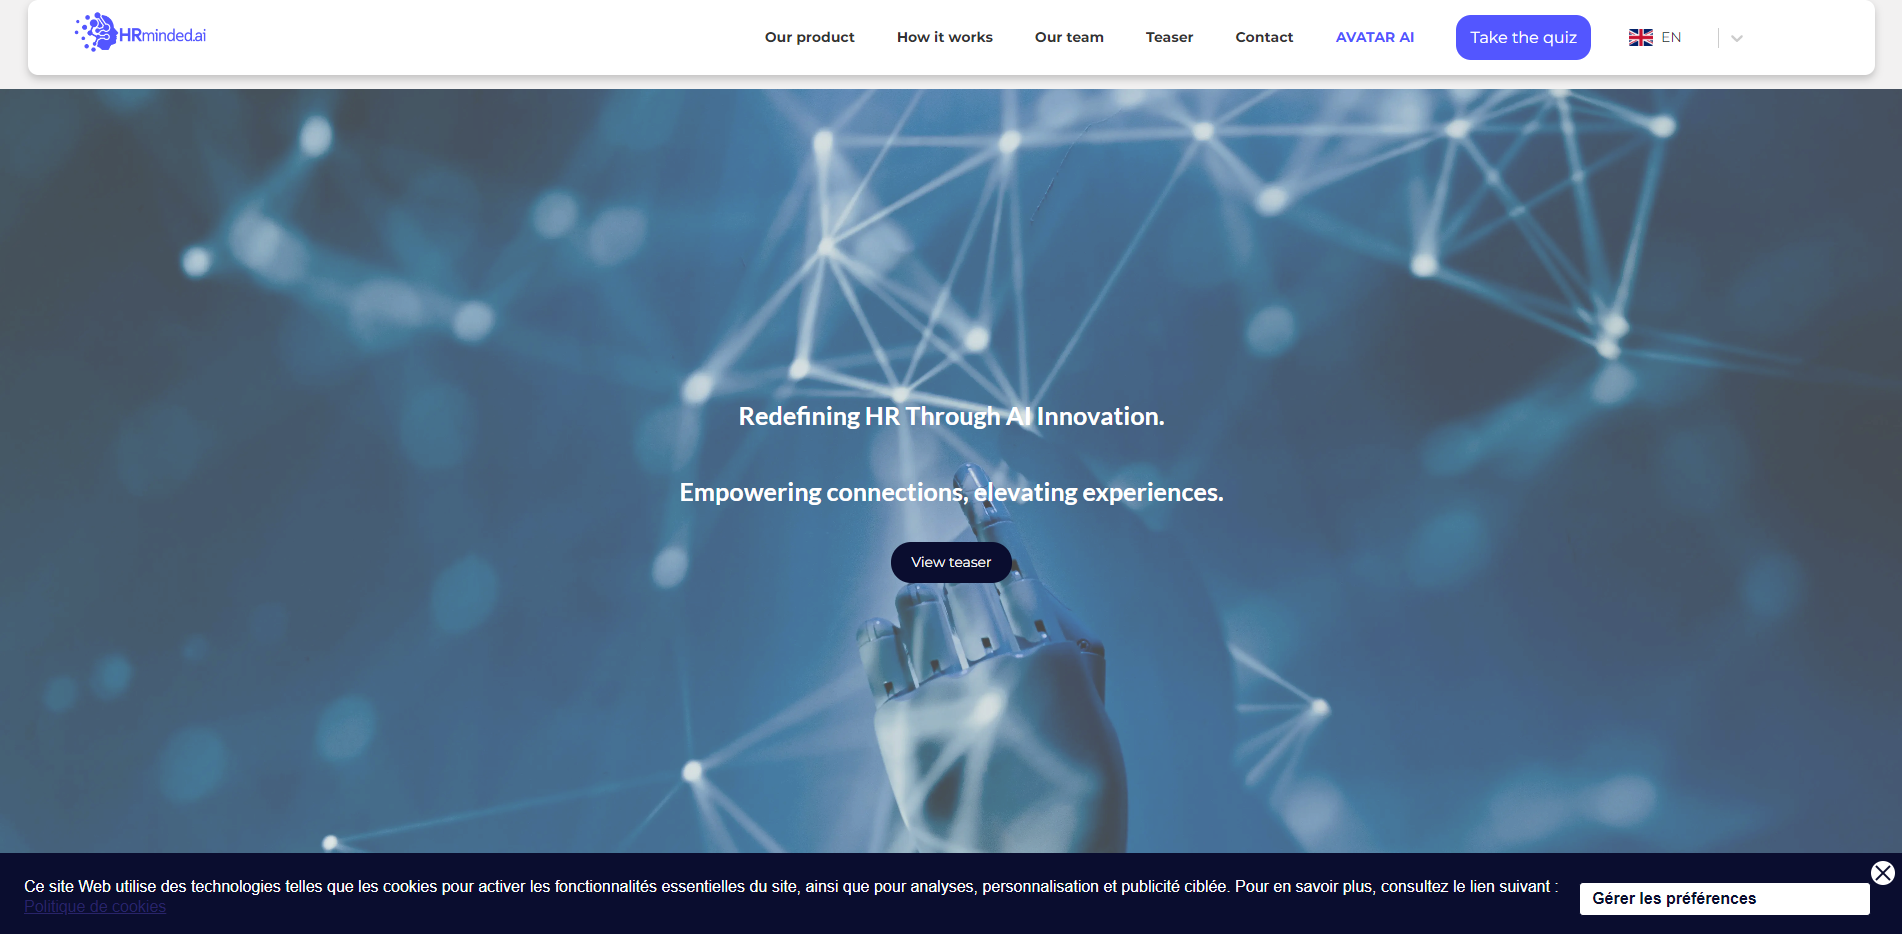 HRminded.ai
Our product
How it works
Our team
Teaser
Contact
AVATAR AI
Take the quiz
EN
Redefining HR Through AI Innovation.
Empowering connections, elevating experiences.
View teaser
Ce site Web utilise des technologies telles que les cookies pour activer les fonctionnalités essentielles du site, ainsi que pour analyses, personnalisation et publicité ciblée. Pour en savoir plus, consultez le lien suivant :
Politique de cookies
Gérer les préférences